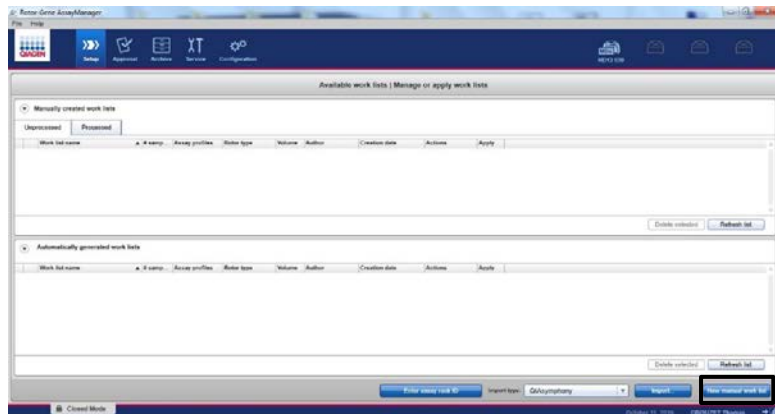 Rotor-Gene AssayManager
File Help
QIAGEN Setup Approval Archive Service Configuration
Available work lists | Manage or apply work lists
Manually created work lists
Unprocessed Processed
Work list name # samp... Assay profiles Rotor type Volume Author Creation date Actions Apply
Delete selected Refresh list
Automatically generated work lists
Work list name # samp... Assay profiles Rotor type Volume Author Creation date Actions Apply
Delete selected Refresh list
Enter assay rack ID Import type: QIAsymphony Import... New manual work list
Closed Mode